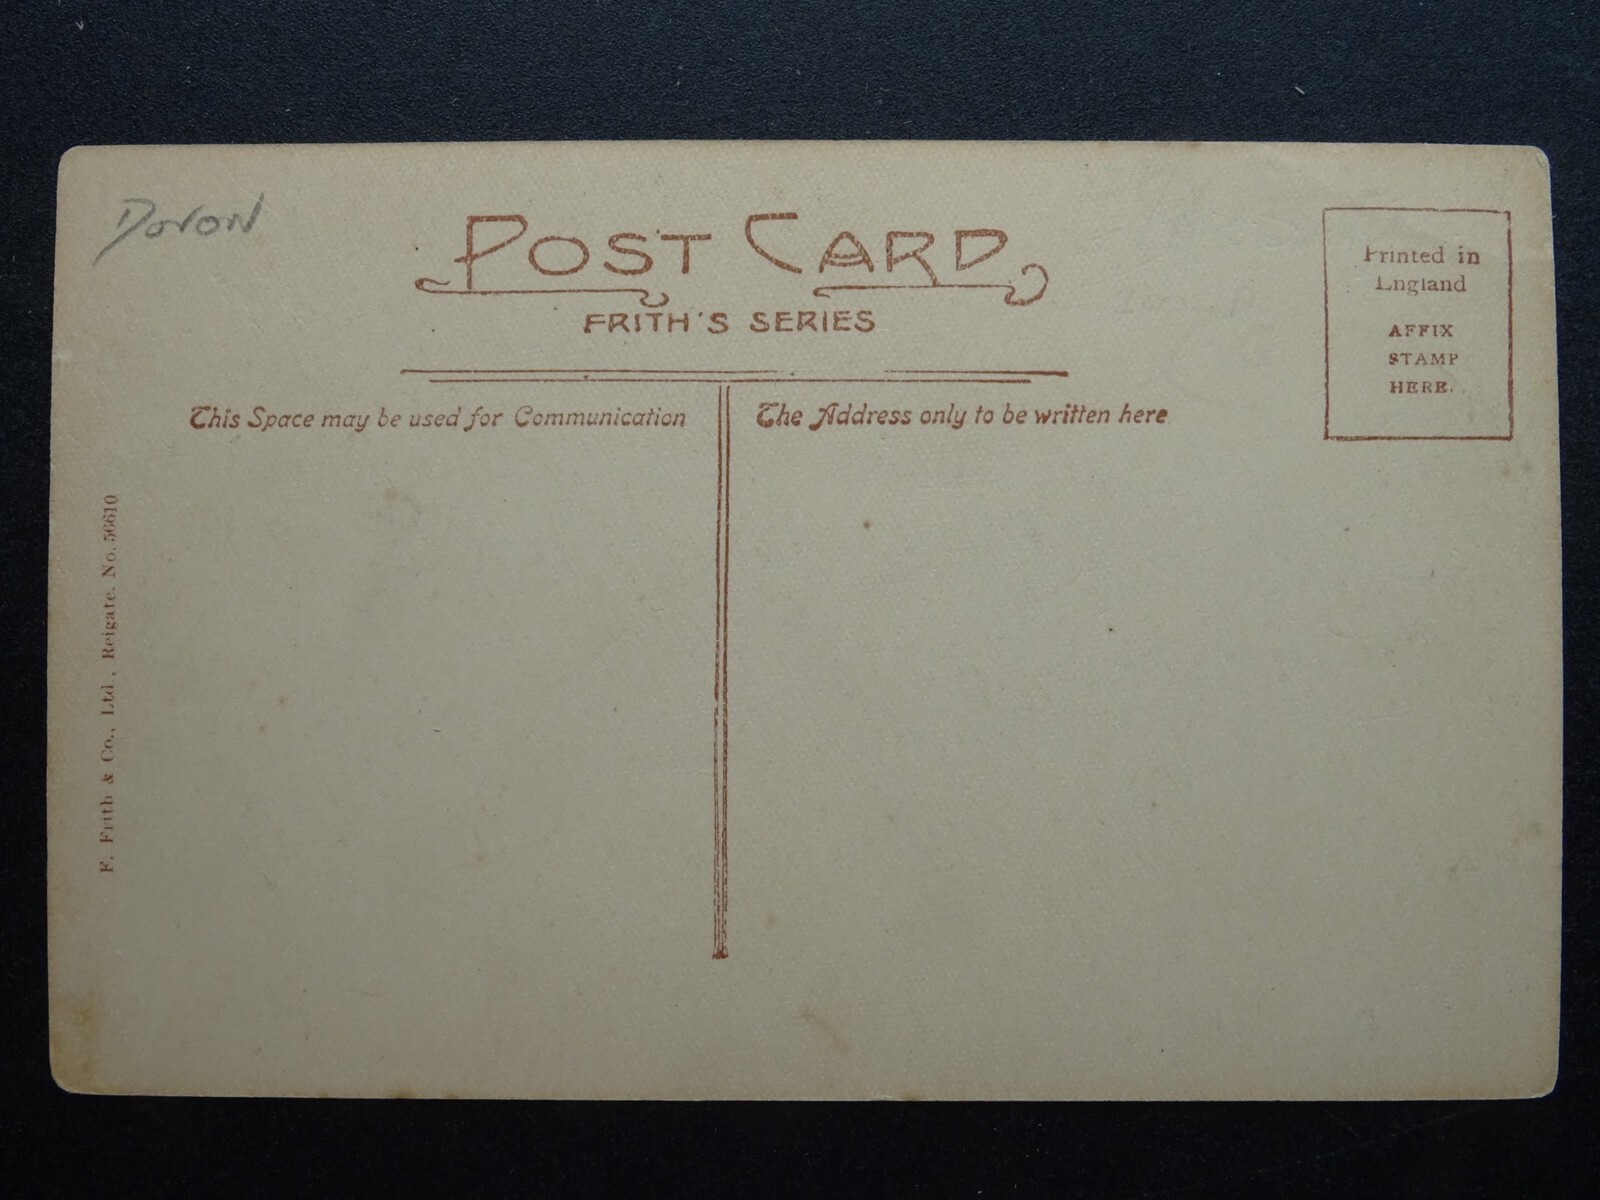 Devon
POST CARD
FRITH'S SERIES
Printed in
England
AFFIX
STAMP
HERE.
This Space may be used for Communication
The Address only to be written here
F. Frith & Co., Ltd., Reigate. No. 56610